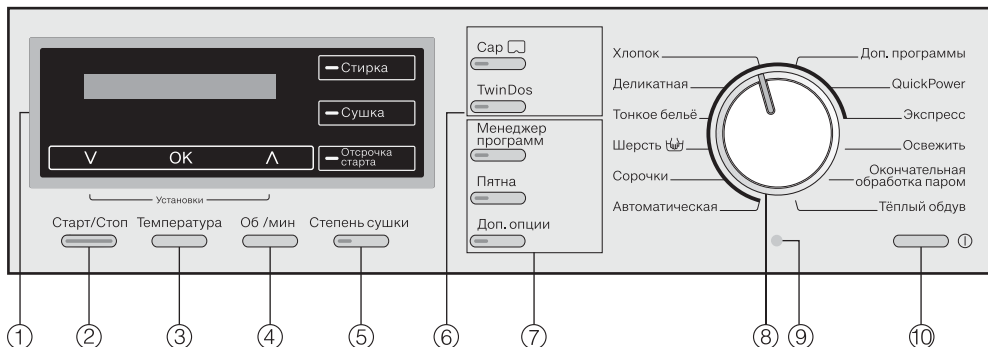 Стирка
Сушка
Отсрочка
старта
V OK Λ
Установки
Старт/Стоп Температура Об /мин Степень сушки
Cap
TwinDos
Менеджер
программ
Пятна
Доп. опции
Хлопок
Деликатная
Тонкое бельё
Шерсть
Сорочки
Автоматическая
Доп. программы
QuickPower
Экспресс
Освежить
Окончательная
обработка паром
Тёплый обдув
① ② ③ ④ ⑤ ⑥ ⑦ ⑧ ⑨ ⑩